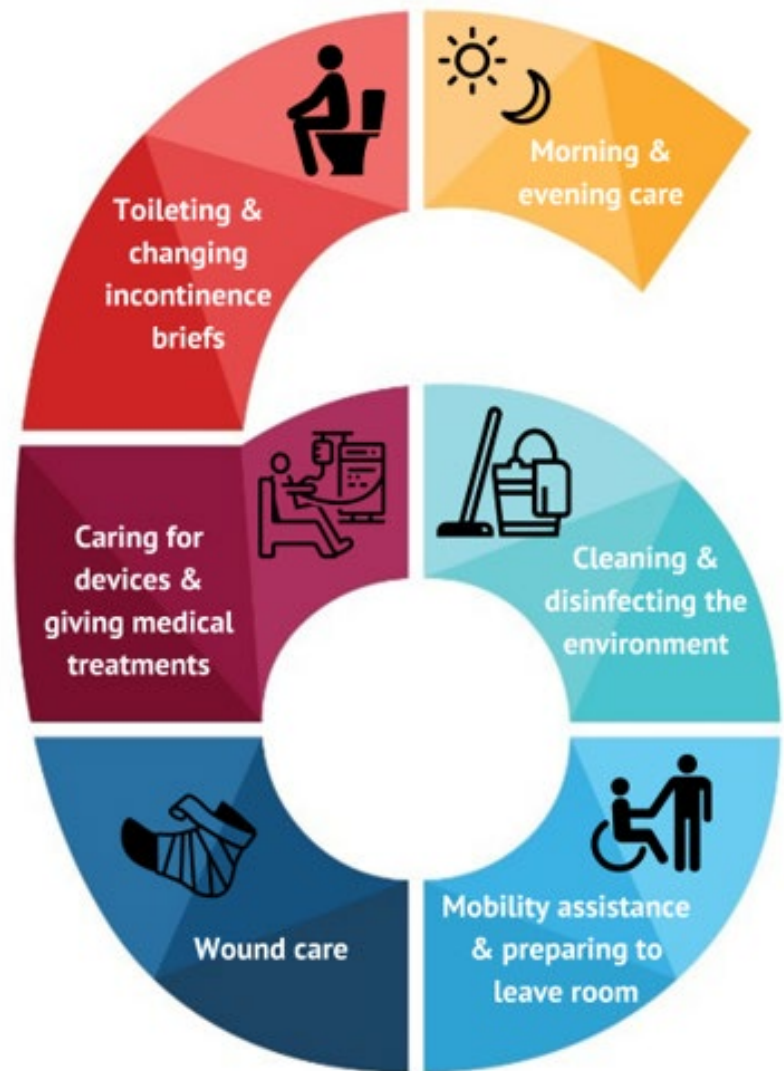 Morning &
evening care
Toileting &
changing
incontinence
briefs
Caring for
devices &
giving medical
treatments
Wound care
Mobility assistance
& preparing to
leave room
Cleaning &
disinfecting the
environment